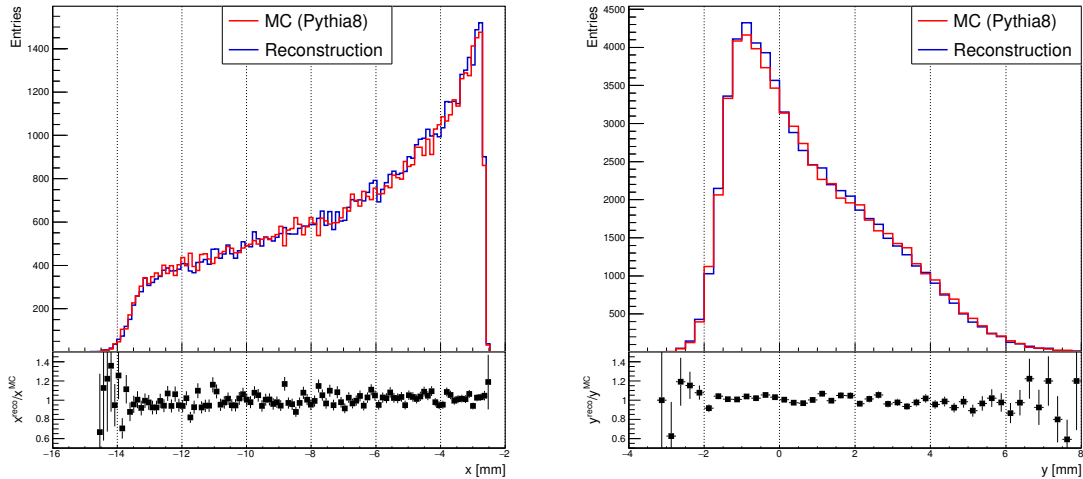 Entries
MC (Pythia8)
Reconstruction
1400
1200
1000
800
600
400
200
x^reco/x^MC
1.4
1.2
1
0.8
0.6
−16 −14 −12 −10 −8 −6 −4 −2
x [mm]
Entries
MC (Pythia8)
Reconstruction
4500
4000
3500
3000
2500
2000
1500
1000
500
0
y^reco/y^MC
1.4
1.2
1
0.8
0.6
−4 −2 0 2 4 6 8
y [mm]